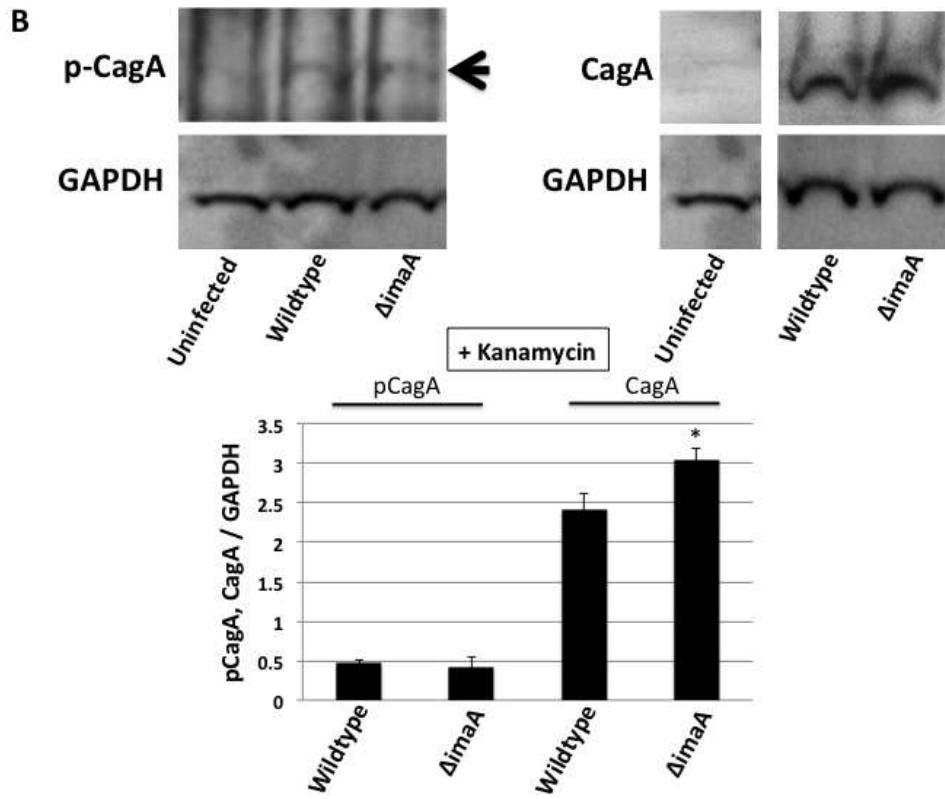 B
p-CagA
GAPDH
Uninfected
Wildtype
ΔimaA
CagA
GAPDH
Uninfected
Wildtype
ΔimaA
+ Kanamycin
pCagA
CagA
pCagA, CagA / GAPDH
3.5
3
2.5
2
1.5
1
0.5
0
*
Wildtype
ΔimaA
Wildtype
ΔimaA